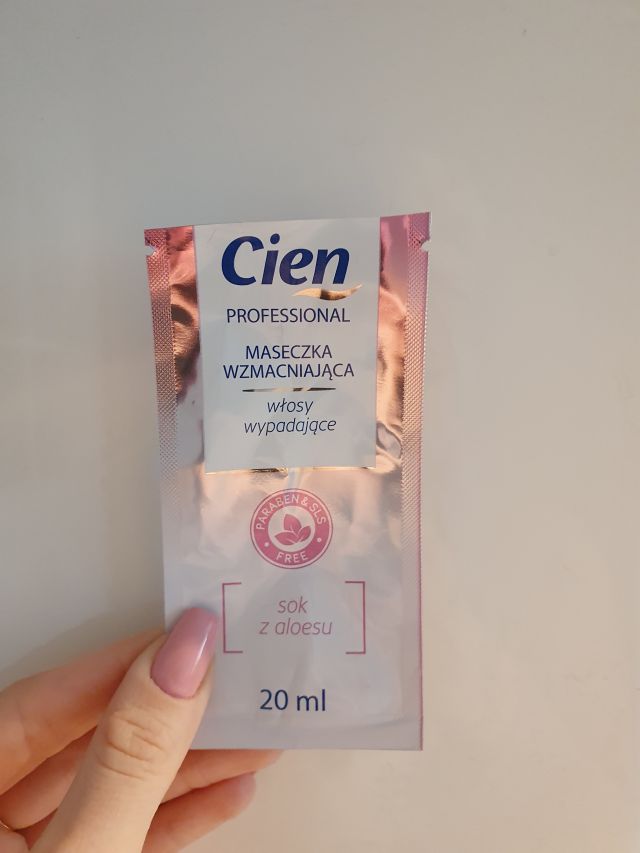 Cien
PROFESSIONAL
MASECZKA
WZMACNIAJĄCA
włosy
wypadające
PARABEN & SLS
FREE
sok
z aloesu
20 ml